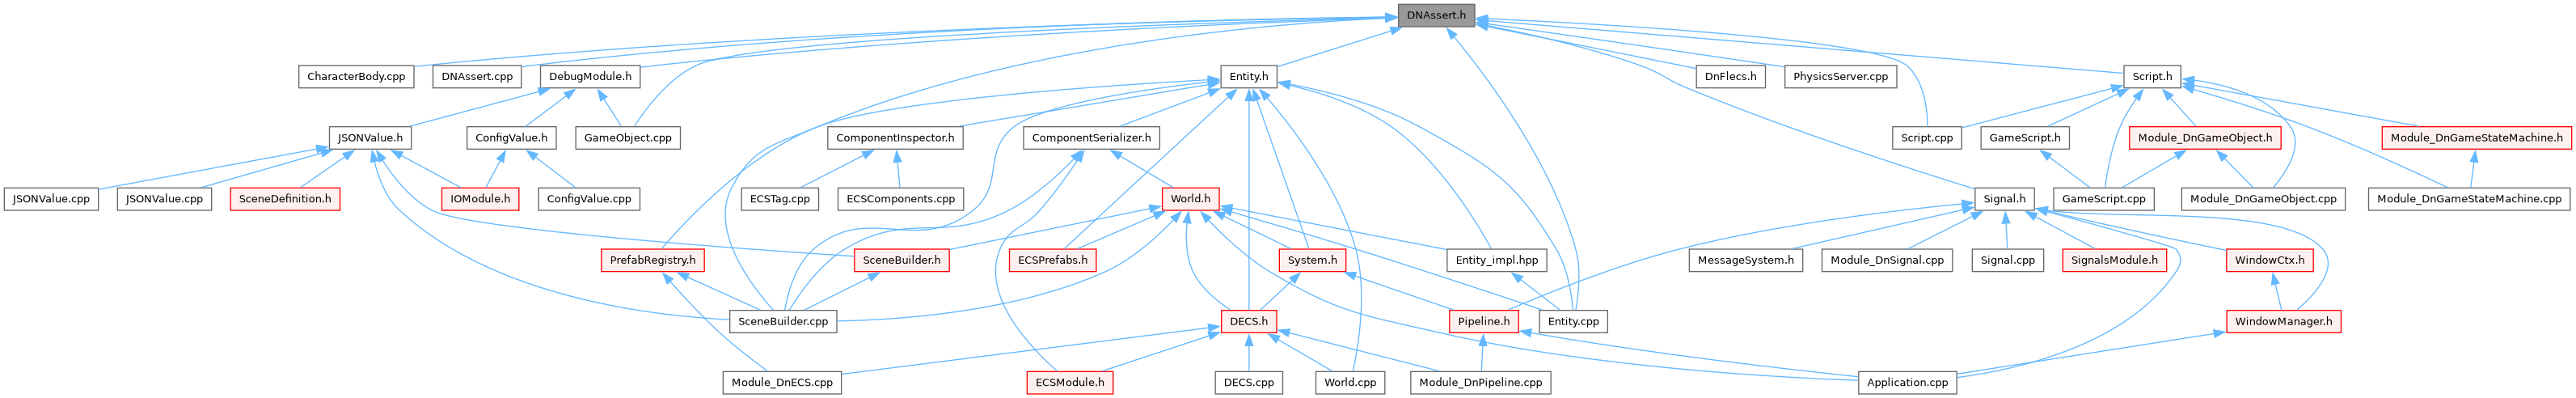 DNAssert.h
CharacterBody.cpp
DNAssert.cpp
DebugModule.h
Entity.h
DnFlecs.h
PhysicsServer.cpp
Script.h
JSONValue.h
ConfigValue.h
GameObject.cpp
ComponentInspector.h
ComponentSerializer.h
Script.cpp
GameScript.h
Module_DnGameObject.h
Module_DnGameStateMachine.h
JSONValue.cpp
JSONValue.cpp
SceneDefinition.h
IOModule.h
ConfigValue.cpp
ECSTag.cpp
ECSComponents.cpp
World.h
Signal.h
GameScript.cpp
Module_DnGameObject.cpp
Module_DnGameStateMachine.cpp
PrefabRegistry.h
SceneBuilder.h
ECSPrefabs.h
System.h
Entity_impl.hpp
MessageSystem.h
Module_DnSignal.cpp
Signal.cpp
SignalsModule.h
WindowCtx.h
SceneBuilder.cpp
DECS.h
Pipeline.h
Entity.cpp
WindowManager.h
Module_DnECS.cpp
ECSModule.h
DECS.cpp
World.cpp
Module_DnPipeline.cpp
Application.cpp